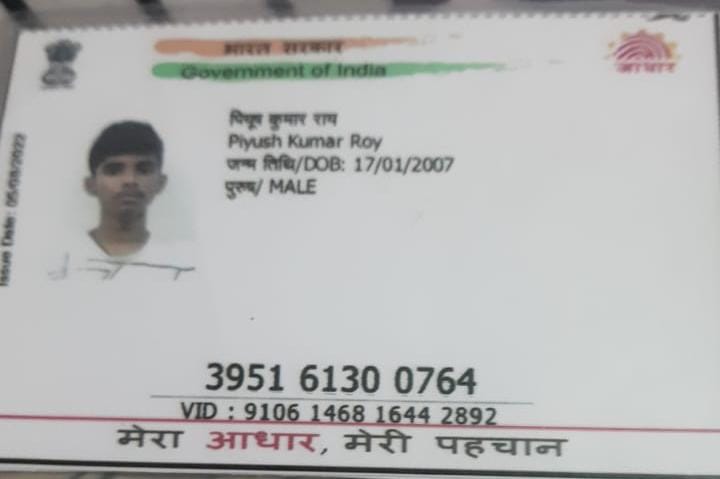 भारत सरकार
Government of India
आधार
पियूष कुमार राय
Piyush Kumar Roy
जन्म तिथि/DOB: 17/01/2007
पुरुष/ MALE
Issue Date: 05/08/2022
3951 6130 0764
VID : 9106 1468 1644 2892
मेरा आधार, मेरी पहचान